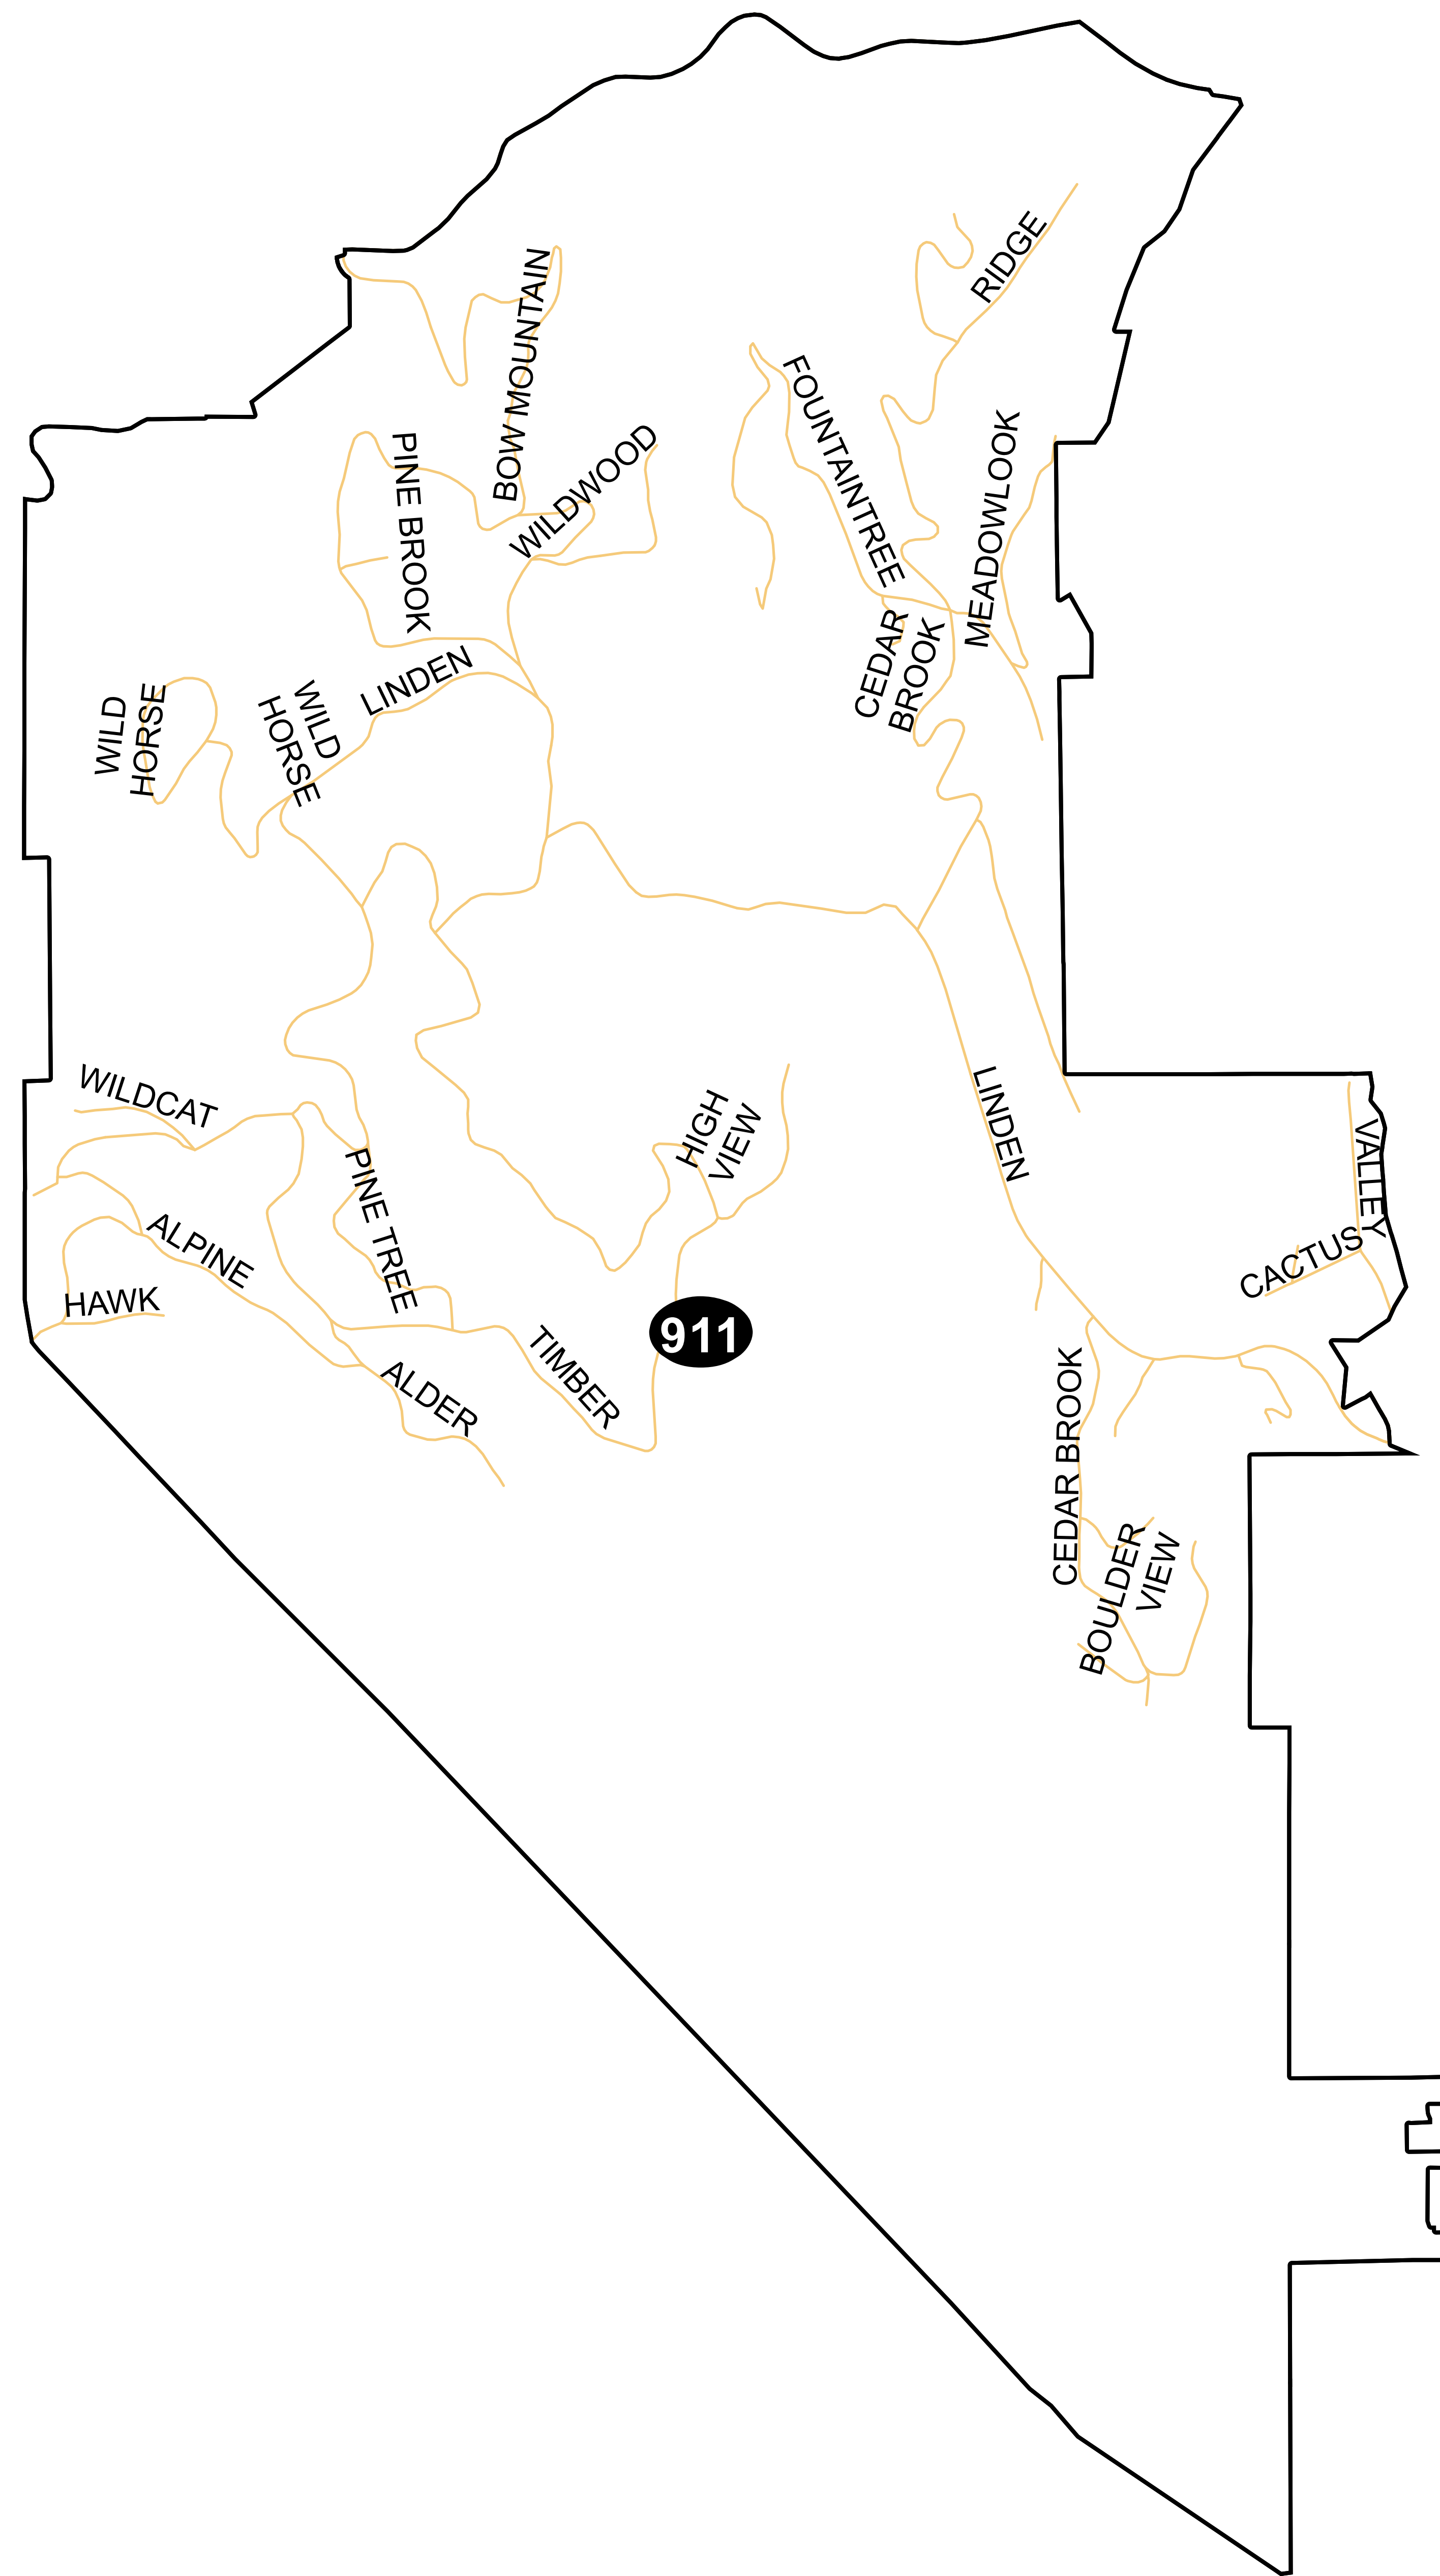 RIDGE
BOW MOUNTAIN
FOUNTAINTREE
MEADOWLOOK
PINE BROOK
WILDWOOD
CEDAR
BROOK
LINDEN
WILD
HORSE
WILD
HORSE
WILDCAT
HIGH
VIEW
LINDEN
VALLEY
PINE TREE
ALPINE
CACTUS
HAWK
911
TIMBER
ALDER
CEDAR BROOK
BOULDER
VIEW